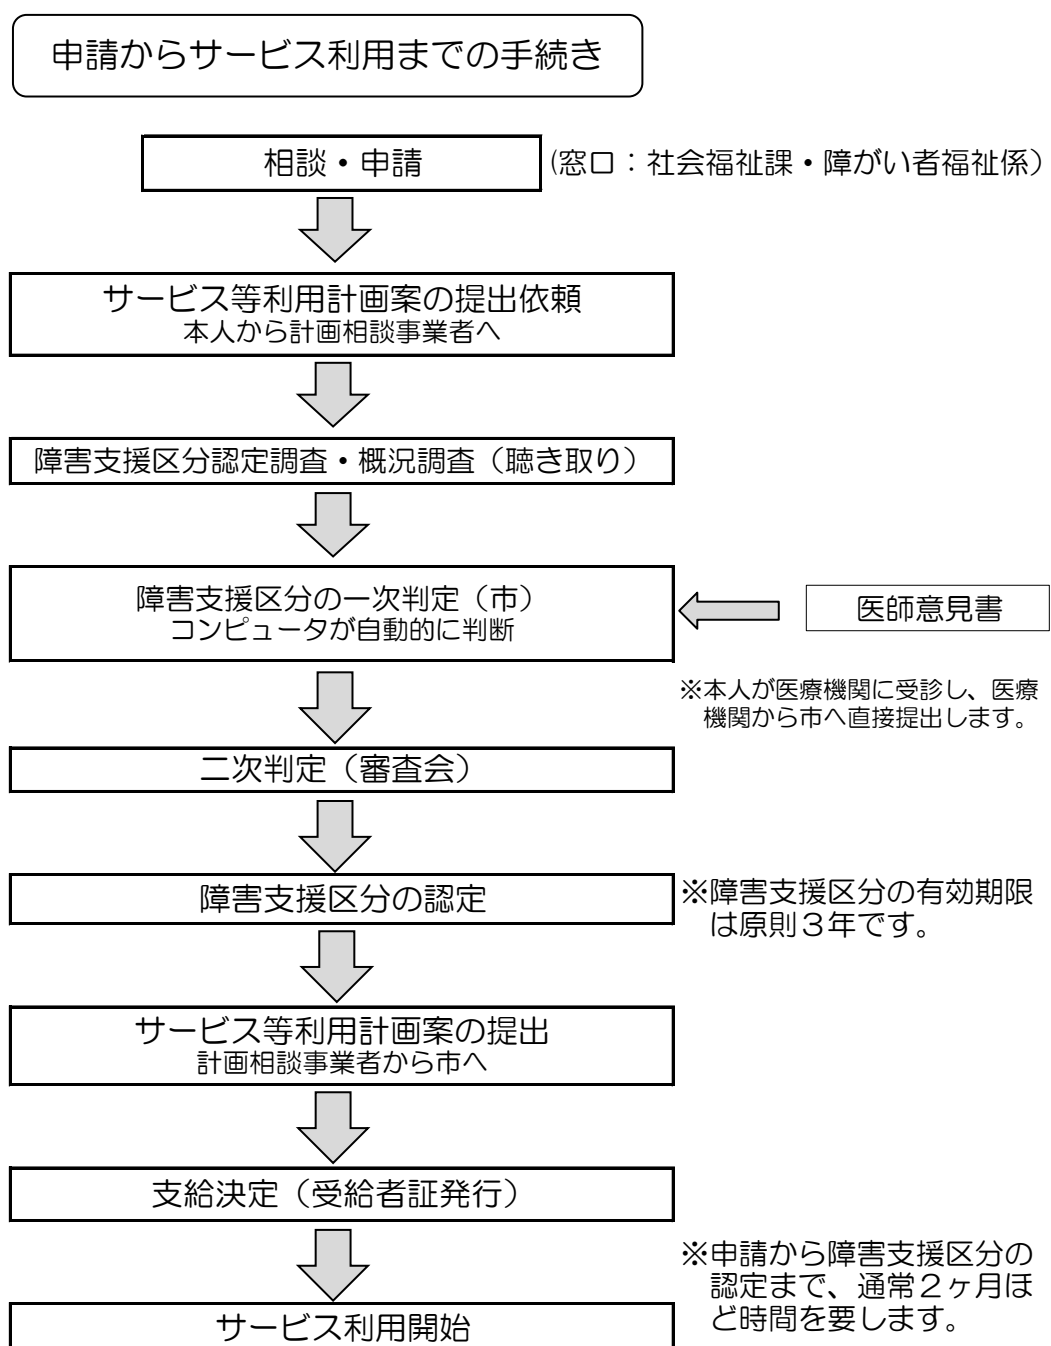 申請からサービス利用までの手続き
相談・申請
(窓口：社会福祉課・障がい者福祉係）
サービス等利用計画案の提出依頼
本人から計画相談事業者へ
障害支援区分認定調査・概況調査（聴き取り）
障害支援区分の一次判定（市）
コンピュータが自動的に判断
医師意見書
※本人が医療機関に受診し、医療
機関から市へ直接提出します。
二次判定（審査会）
障害支援区分の認定
※障害支援区分の有効期限
は原則３年です。
サービス等利用計画案の提出
計画相談事業者から市へ
支給決定（受給者証発行）
※申請から障害支援区分の
認定まで、通常２ヶ月ほ
ど時間を要します。
サービス利用開始